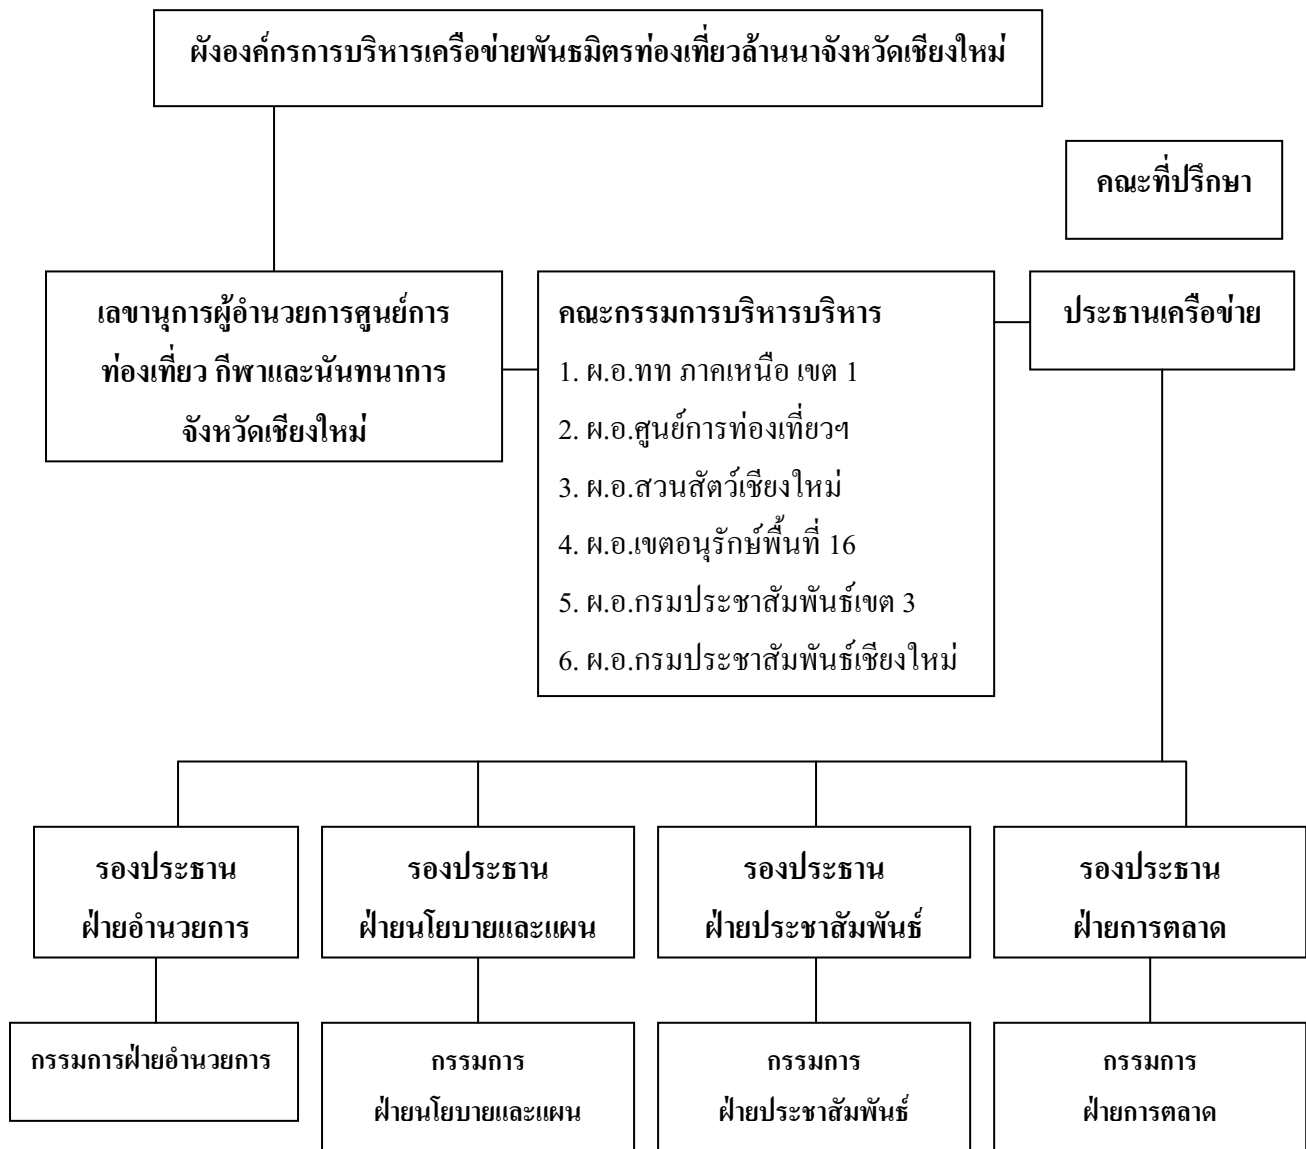 ผังองค์กรการบริหารเครือข่ายพันธมิตรท่องเที่ยวล้านนาจังหวัดเชียงใหม่
คณะที่ปรึกษา
เลขานุการผู้อำนวยการศูนย์การ
ท่องเที่ยว กีฬาและนันทนาการ
จังหวัดเชียงใหม่
คณะกรรมการบริหารบริหาร
1. ผ.อ.ทท ภาคเหนือ เขต 1
2. ผ.อ.ศูนย์การท่องเที่ยวฯ
3. ผ.อ.สวนสัตว์เชียงใหม่
4. ผ.อ.เขตอนุรักษ์พื้นที่ 16
5. ผ.อ.กรมประชาสัมพันธ์เขต 3
6. ผ.อ.กรมประชาสัมพันธ์เชียงใหม่
ประธานเครือข่าย
รองประธาน
ฝ่ายอำนวยการ
รองประธาน
ฝ่ายนโยบายและแผน
รองประธาน
ฝ่ายประชาสัมพันธ์
รองประธาน
ฝ่ายการตลาด
กรรมการฝ่ายอำนวยการ
กรรมการ
ฝ่ายนโยบายและแผน
กรรมการ
ฝ่ายประชาสัมพันธ์
กรรมการ
ฝ่ายการตลาด